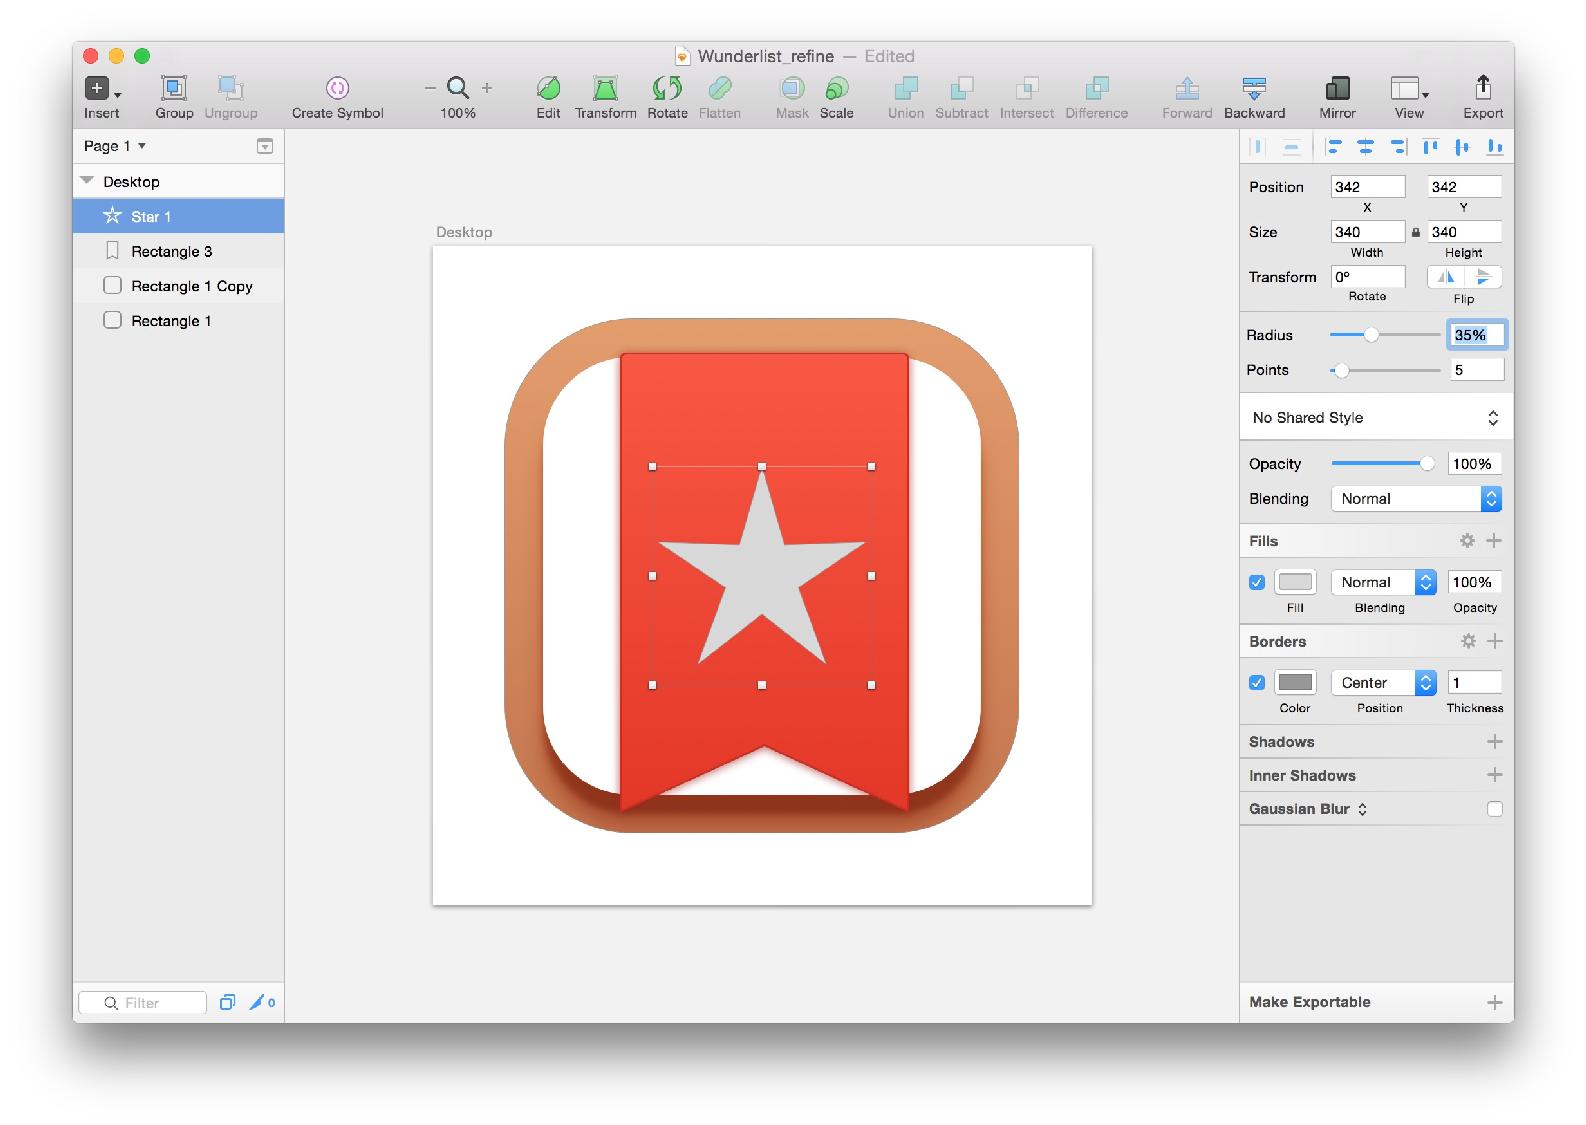 Wunderlist_refine — Edited
Insert Group Ungroup Create Symbol 100% Edit Transform Rotate Flatten Mask Scale Union Subtract Intersect Difference Forward Backward Mirror View Export
Page 1
Desktop
Star 1
Rectangle 3
Rectangle 1 Copy
Rectangle 1
Filter 0
Desktop
Position 342 342
X Y
Size 340 340
Width Height
Transform 0°
Rotate Flip
Radius 35%
Points 5
No Shared Style
Opacity 100%
Blending Normal
Fills
Normal 100%
Fill Blending Opacity
Borders
Center 1
Color Position Thickness
Shadows
Inner Shadows
Gaussian Blur
Make Exportable